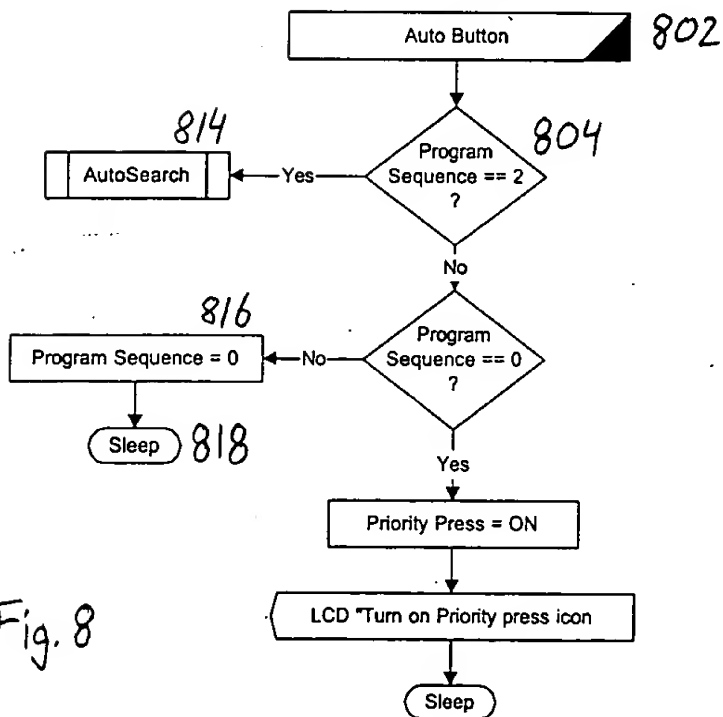 Auto Button
802
814
804
AutoSearch
Yes
Program
Sequence == 2
?
No
816
Program Sequence = 0
No
Program
Sequence == 0
?
Sleep
818
Yes
Priority Press = ON
LCD "Turn on Priority press icon
Fig. 8
Sleep